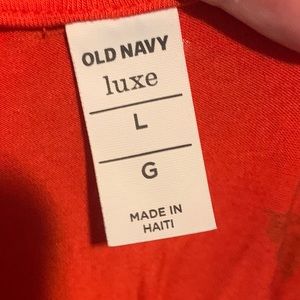 OLD NAVY
luxe
L
G
MADE IN
HAITI